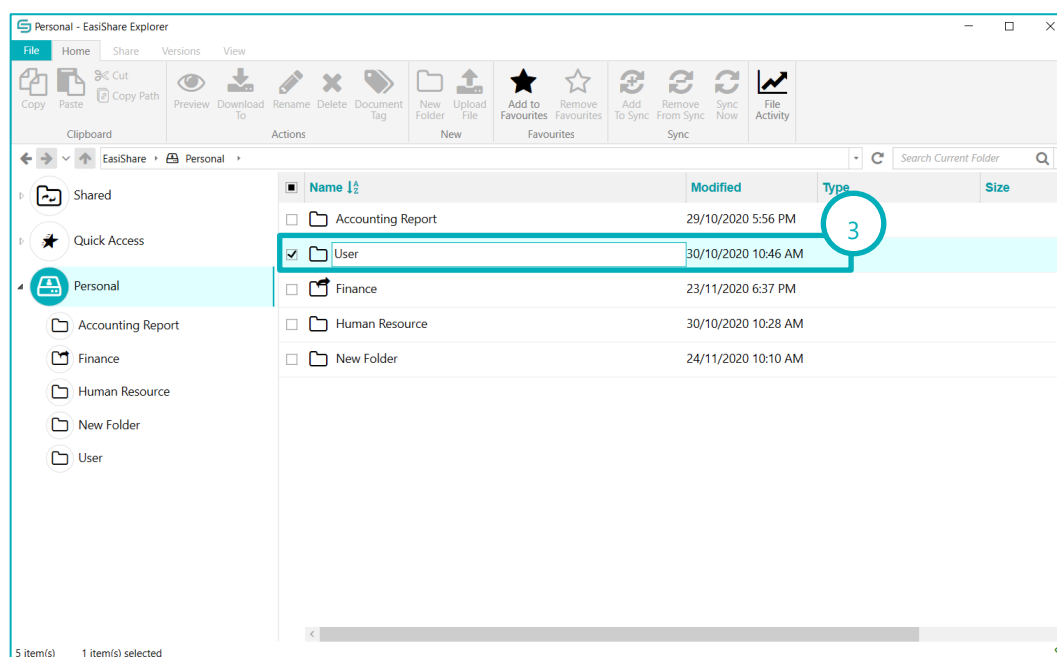 Personal - EasiShare Explorer
File Home Share Versions View
Copy Paste Cut Copy Path Preview Download To Rename Delete Document Tag New Folder Upload File Add to Favourites Remove Favourites Add To Sync Remove From Sync Sync Now File Activity
Clipboard Actions New Favourites Sync
EasiShare Personal Search Current Folder
Shared
Quick Access
Personal
Accounting Report
Finance
Human Resource
New Folder
User
Name Modified Type Size
Accounting Report 29/10/2020 5:56 PM
3
User 30/10/2020 10:46 AM
Finance 23/11/2020 6:37 PM
Human Resource 30/10/2020 10:28 AM
New Folder 24/11/2020 10:10 AM
5 item(s) 1 item(s) selected